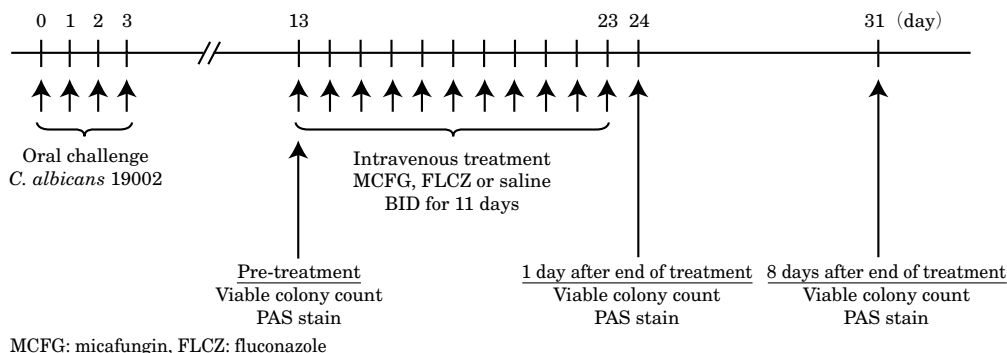 0 1 2 3 13 23 24 31 (day)
Oral challenge
C. albicans 19002
Intravenous treatment
MCFG, FLCZ or saline
BID for 11 days
Pre-treatment
Viable colony count
PAS stain
1 day after end of treatment
Viable colony count
PAS stain
8 days after end of treatment
Viable colony count
PAS stain
MCFG: micafungin, FLCZ: fluconazole